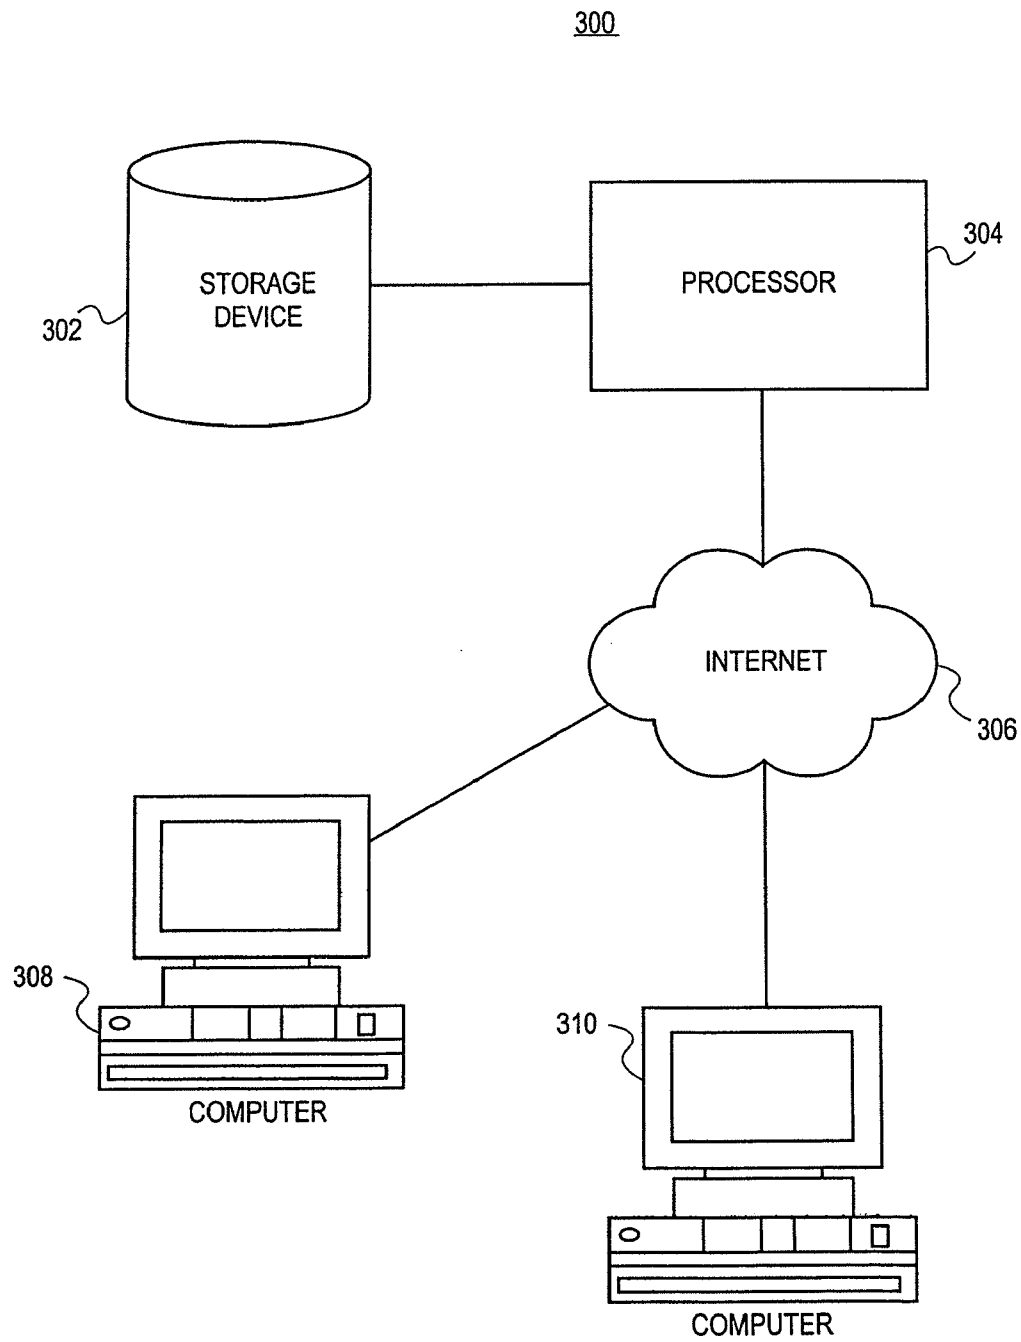 300
STORAGE
DEVICE
302
PROCESSOR
304
INTERNET
306
308
COMPUTER
310
COMPUTER